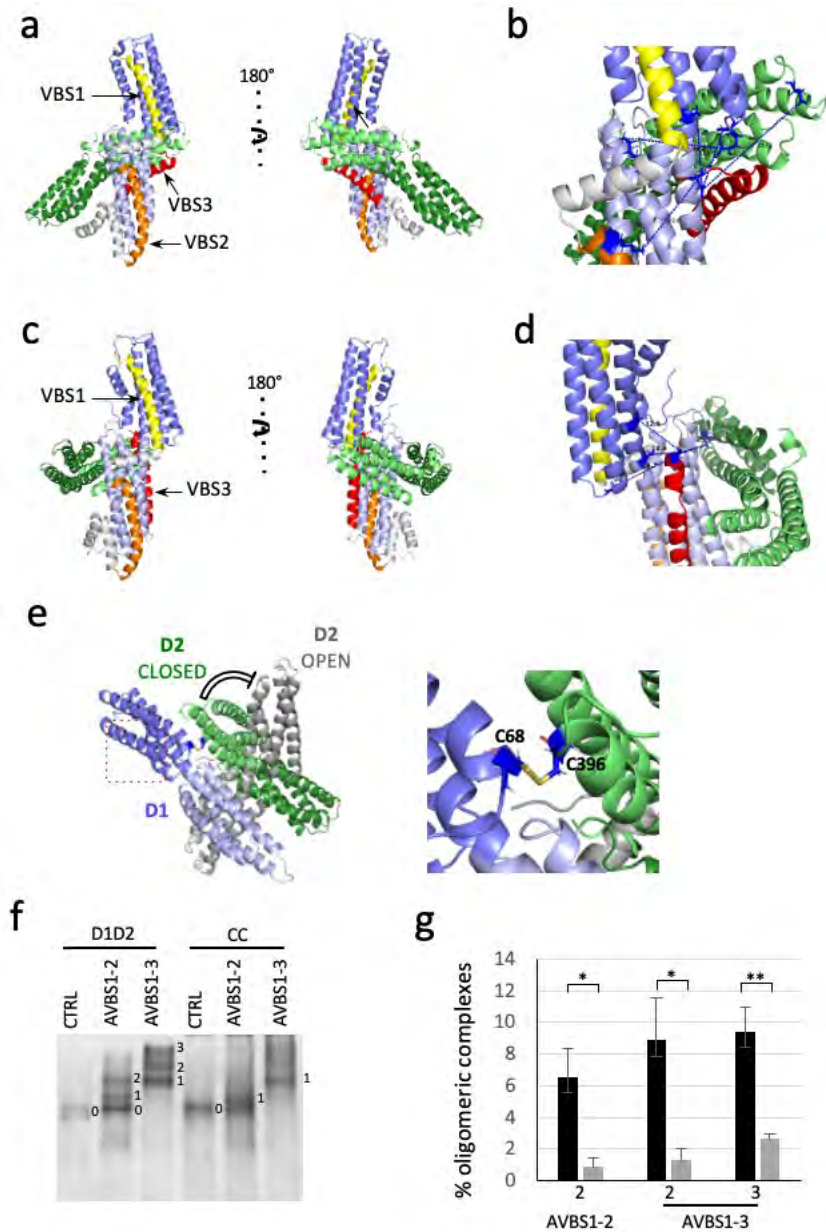 a
b
180°
VBS1
VBS3
VBS2
c
d
180°
VBS1
VBS3
e
D2
CLOSED
D2
OPEN
D1
C68
C396
f
g
D1D2
CC
CTRL
AVBS1-2
AVBS1-3
CTRL
AVBS1-2
AVBS1-3
3
2
2
1
1
0
0
0
1
1
% oligomeric complexes
14
12
10
8
6
4
2
0
*
*
**
2
2
3
AVBS1-2
AVBS1-3